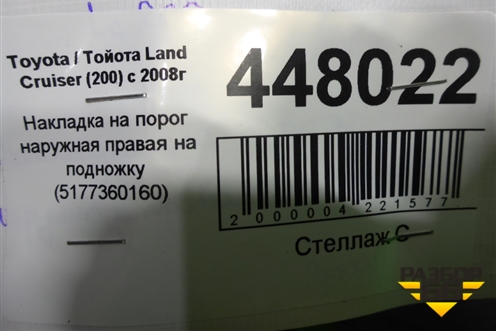 Toyota / Тойота Land
Cruiser (200) с 2008г
448022
Накладка на порог
наружная правая на
подножку
(5177360160)
2 000004 221577
Стеллаж С
РАЗБОР